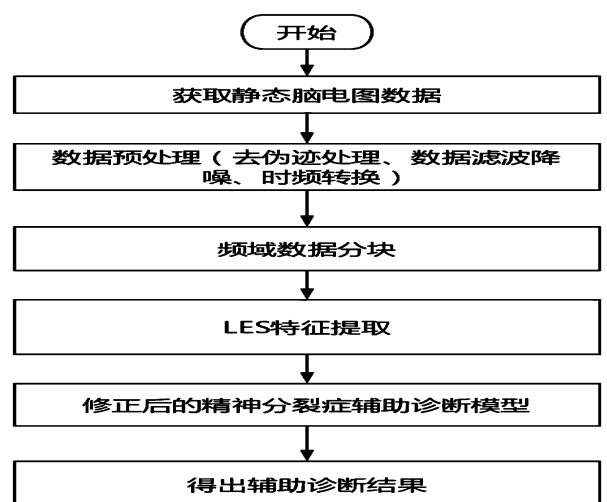 开始
获取静态脑电图数据
数据预处理（去伪迹处理、数据滤波降
噪、时频转换）
频域数据分块
LES特征提取
修正后的精神分裂症辅助诊断模型
得出辅助诊断结果